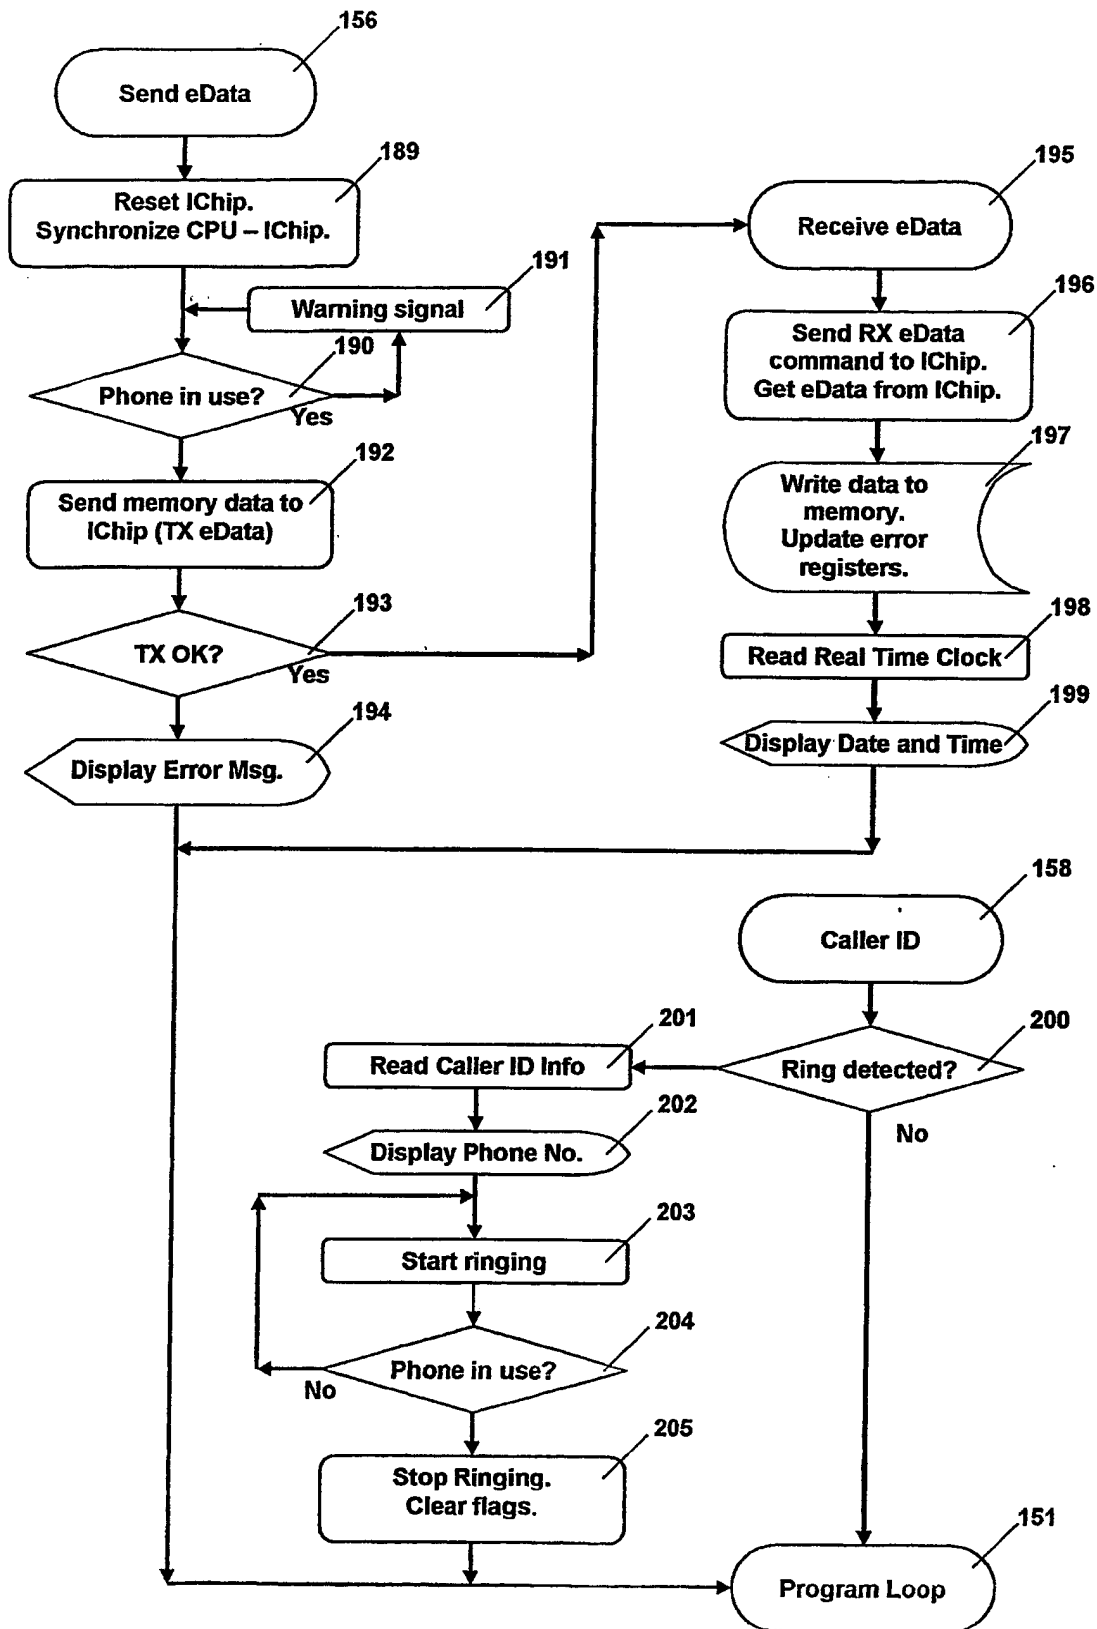 156
Send eData
189
Reset IChip.
Synchronize CPU – IChip.
191
Warning signal
190
Phone in use?
Yes
192
Send memory data to
IChip (TX eData)
193
TX OK?
Yes
194
Display Error Msg.
195
Receive eData
196
Send RX eData
command to IChip.
Get eData from IChip.
197
Write data to
memory.
Update error
registers.
198
Read Real Time Clock
199
Display Date and Time
158
Caller ID
200
Ring detected?
No
201
Read Caller ID Info
202
Display Phone No.
203
Start ringing
204
Phone in use?
No
205
Stop Ringing.
Clear flags.
151
Program Loop